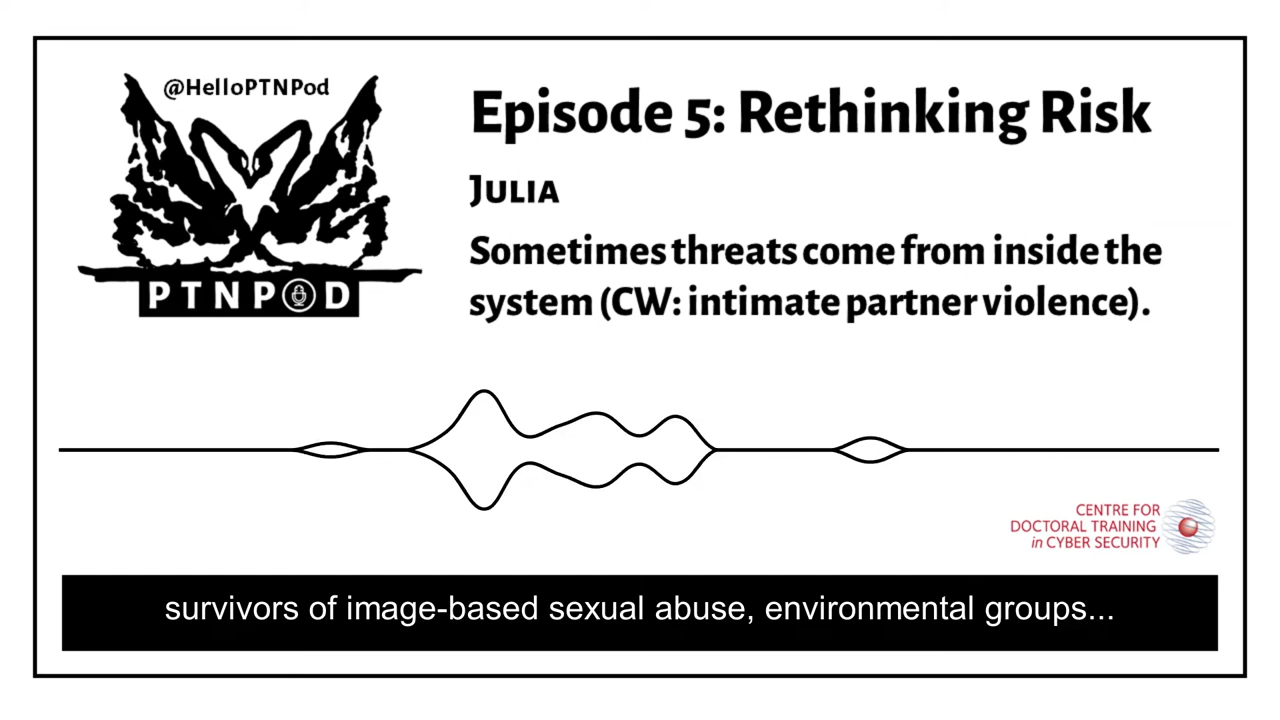 @HelloPTNPod
PTNPOD
Episode 5: Rethinking Risk
Julia
Sometimes threats come from inside the
system (CW: intimate partner violence).
CENTRE FOR
DOCTORAL TRAINING
in CYBER SECURITY
survivors of image-based sexual abuse, environmental groups...